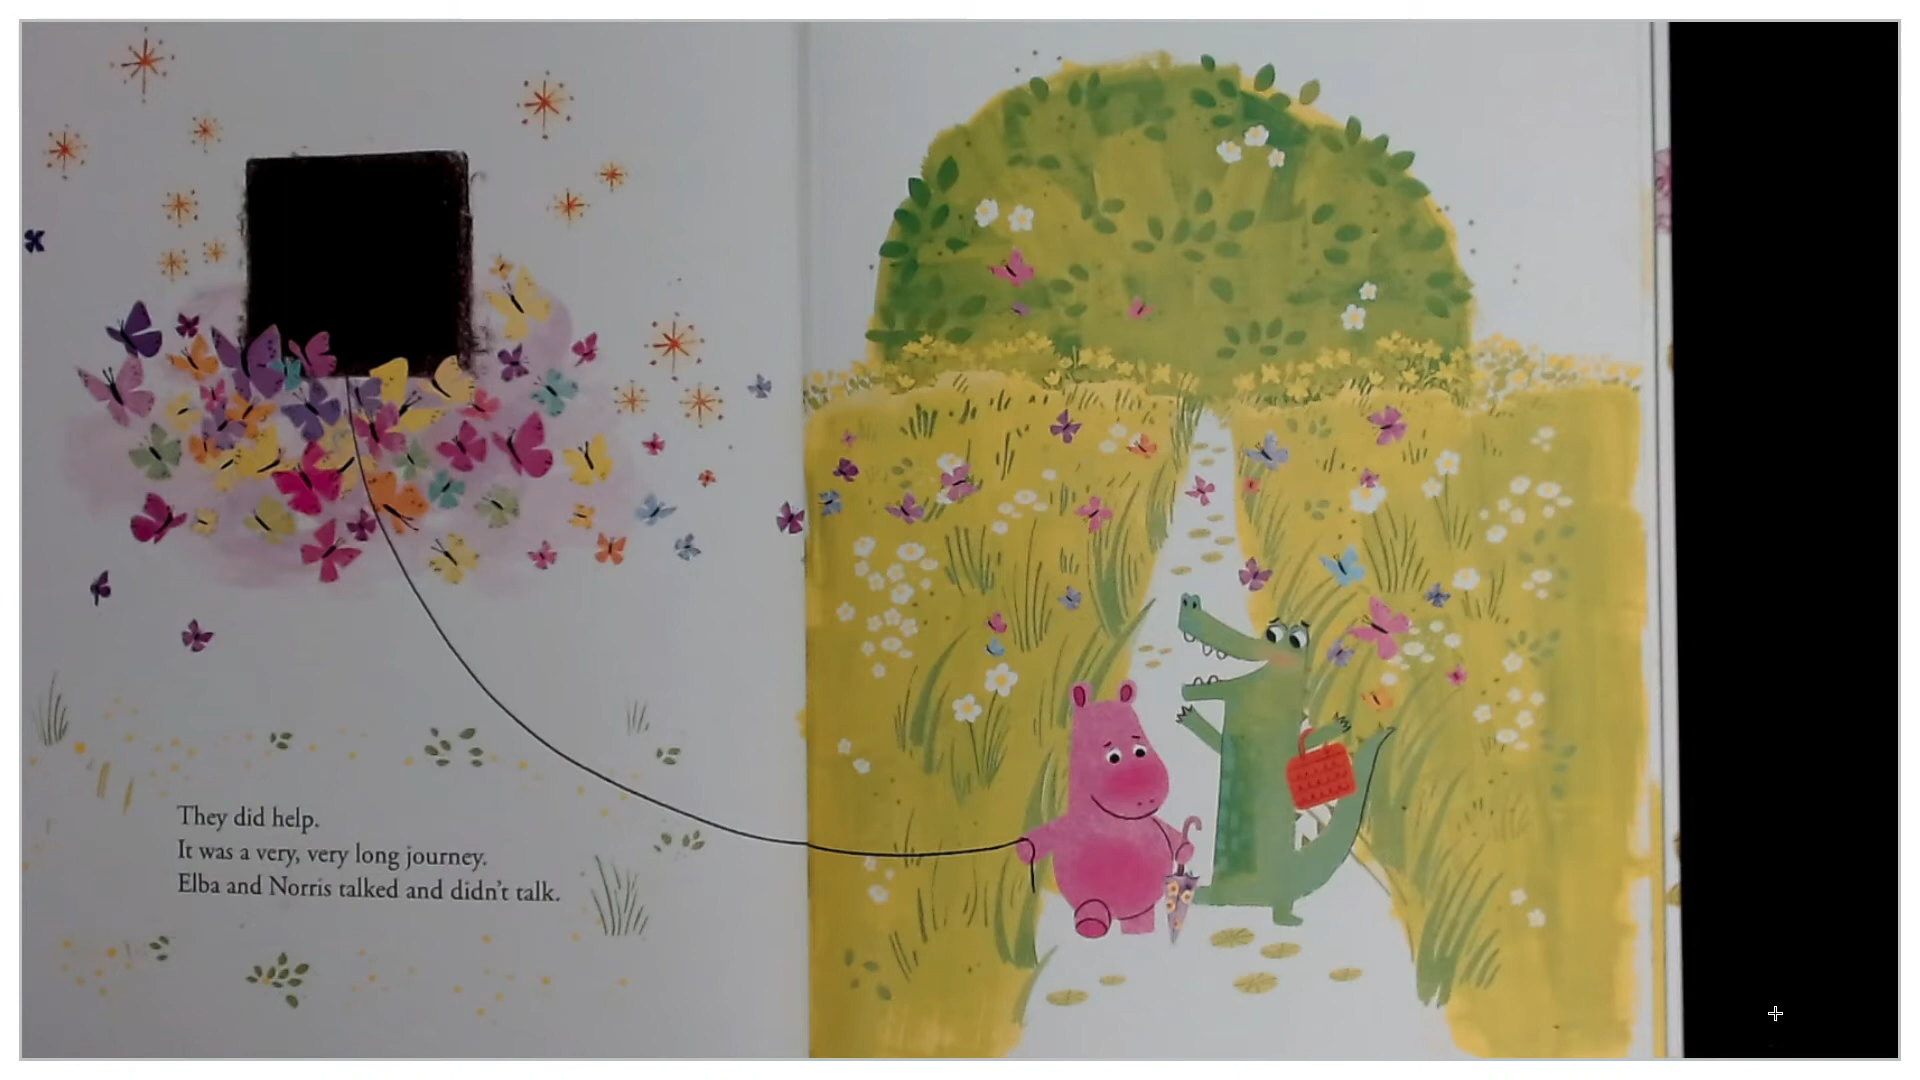 They did help.
It was a very, very long journey.
Elba and Norris talked and didn't talk.